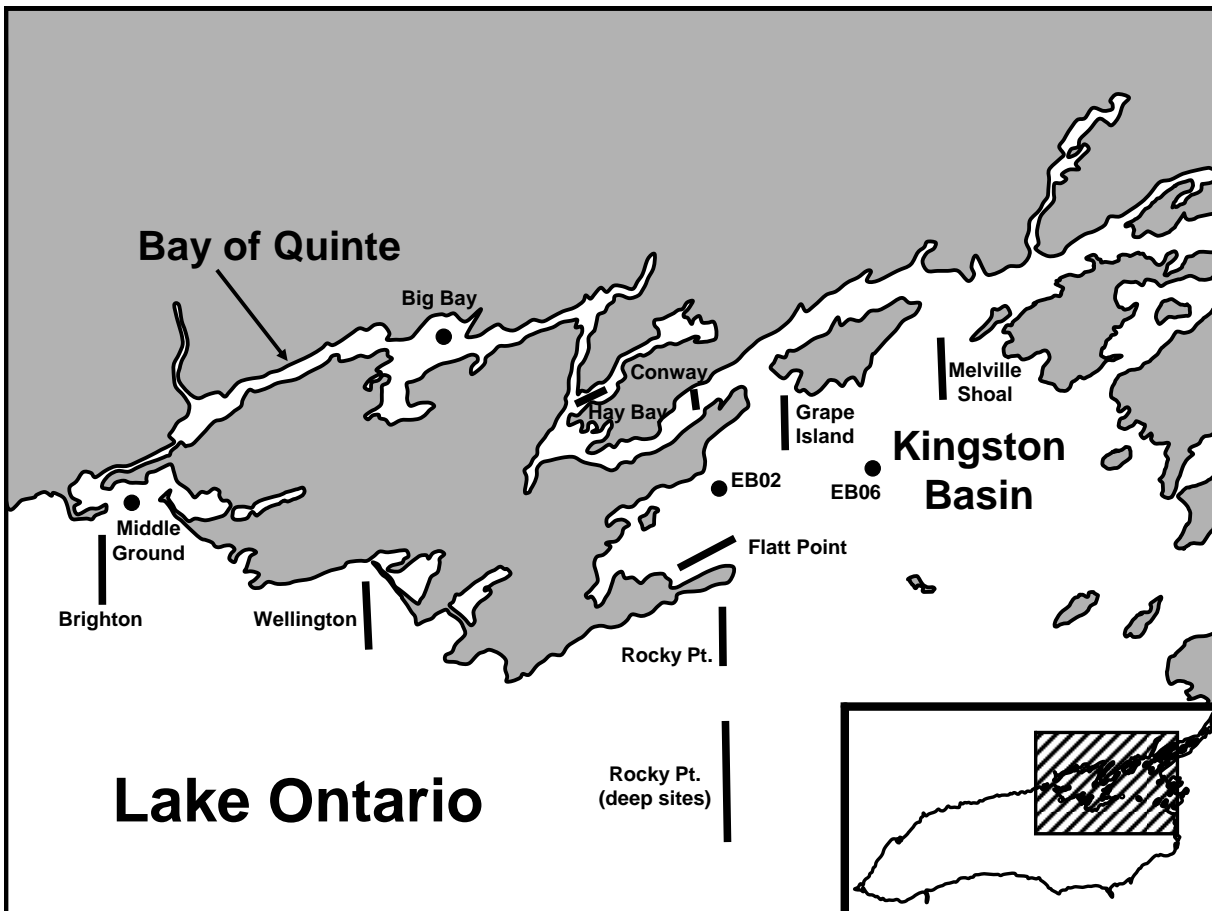 Bay of Quinte
Big Bay
Conway
Hay Bay
Melville
Shoal
Grape
Island
Kingston
Basin
EB02
EB06
Middle
Ground
Flatt Point
Brighton
Wellington
Rocky Pt.
Rocky Pt.
(deep sites)
Lake Ontario